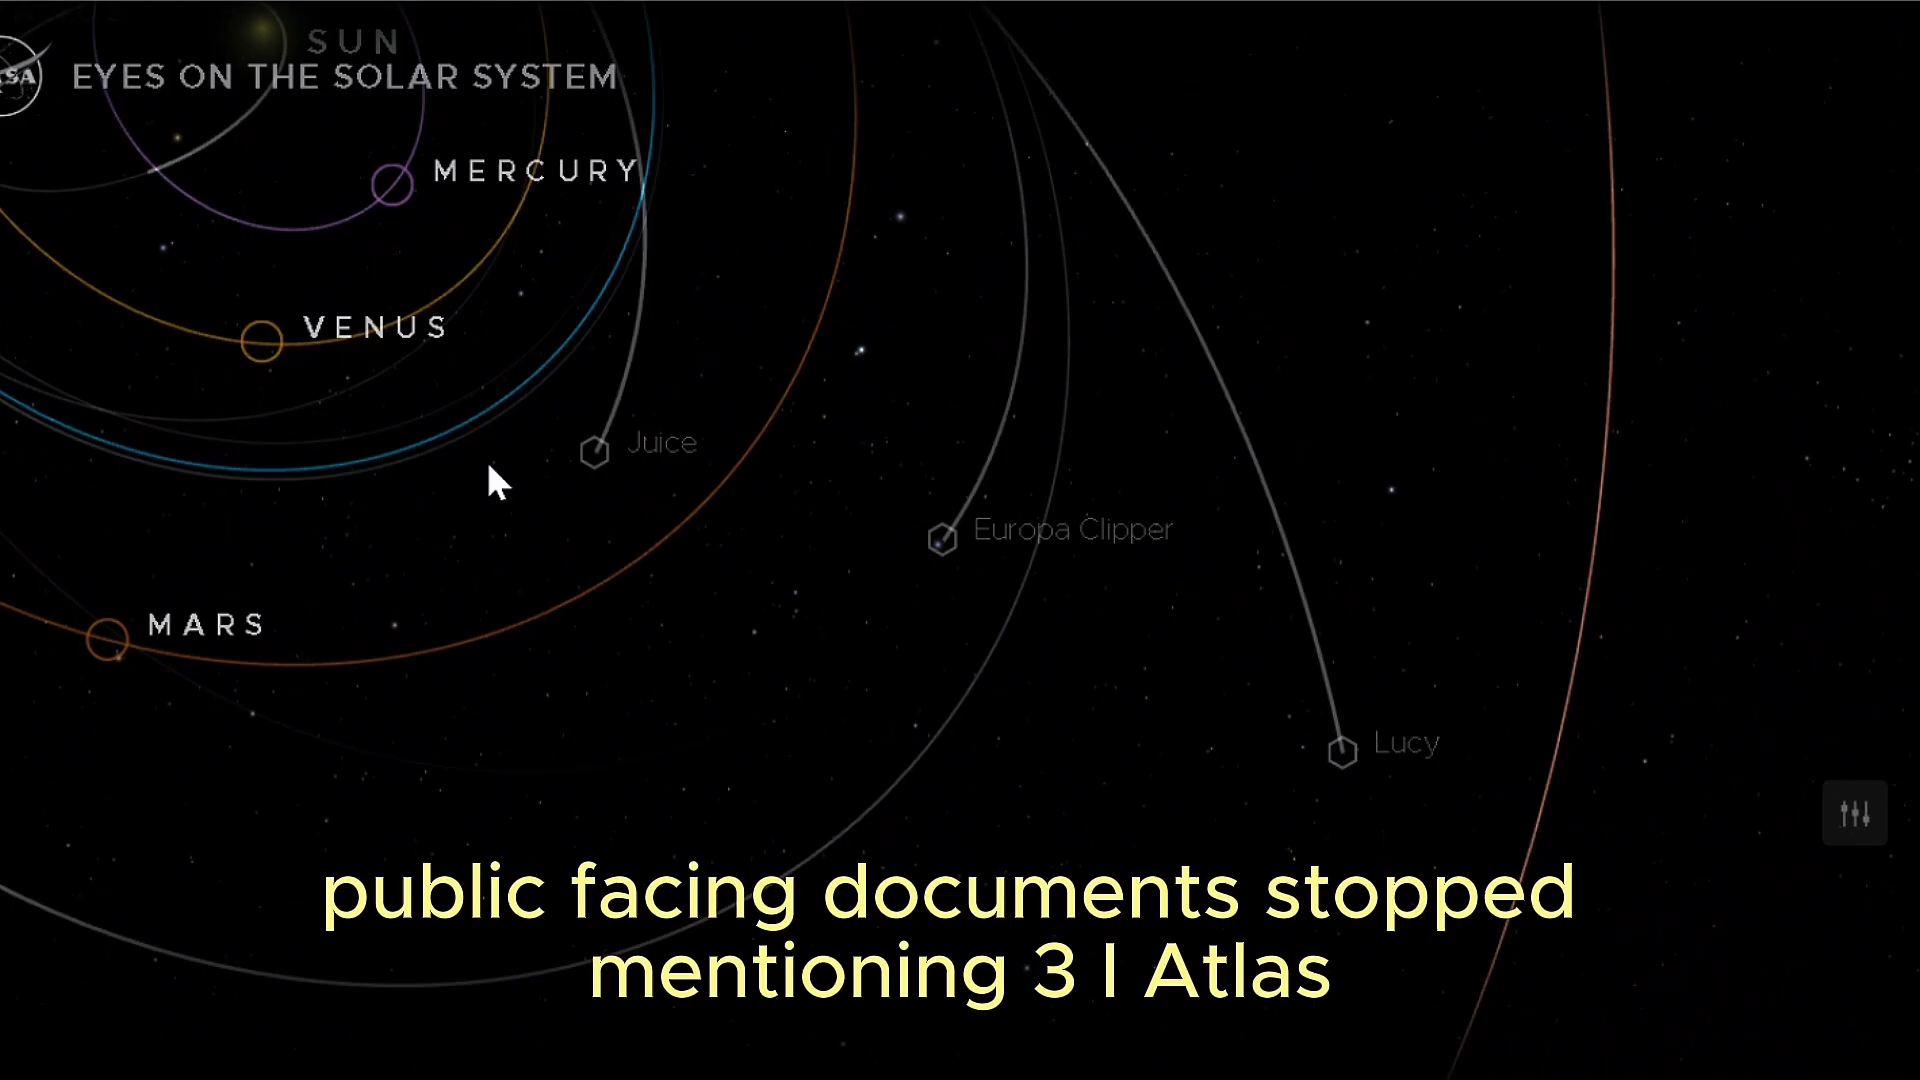 SUN
SA
EYES ON THE SOLAR SYSTEM
MERCURY
VENUS
Juice
Europa Clipper
MARS
Lucy
public facing documents stopped
mentioning 3 I Atlas